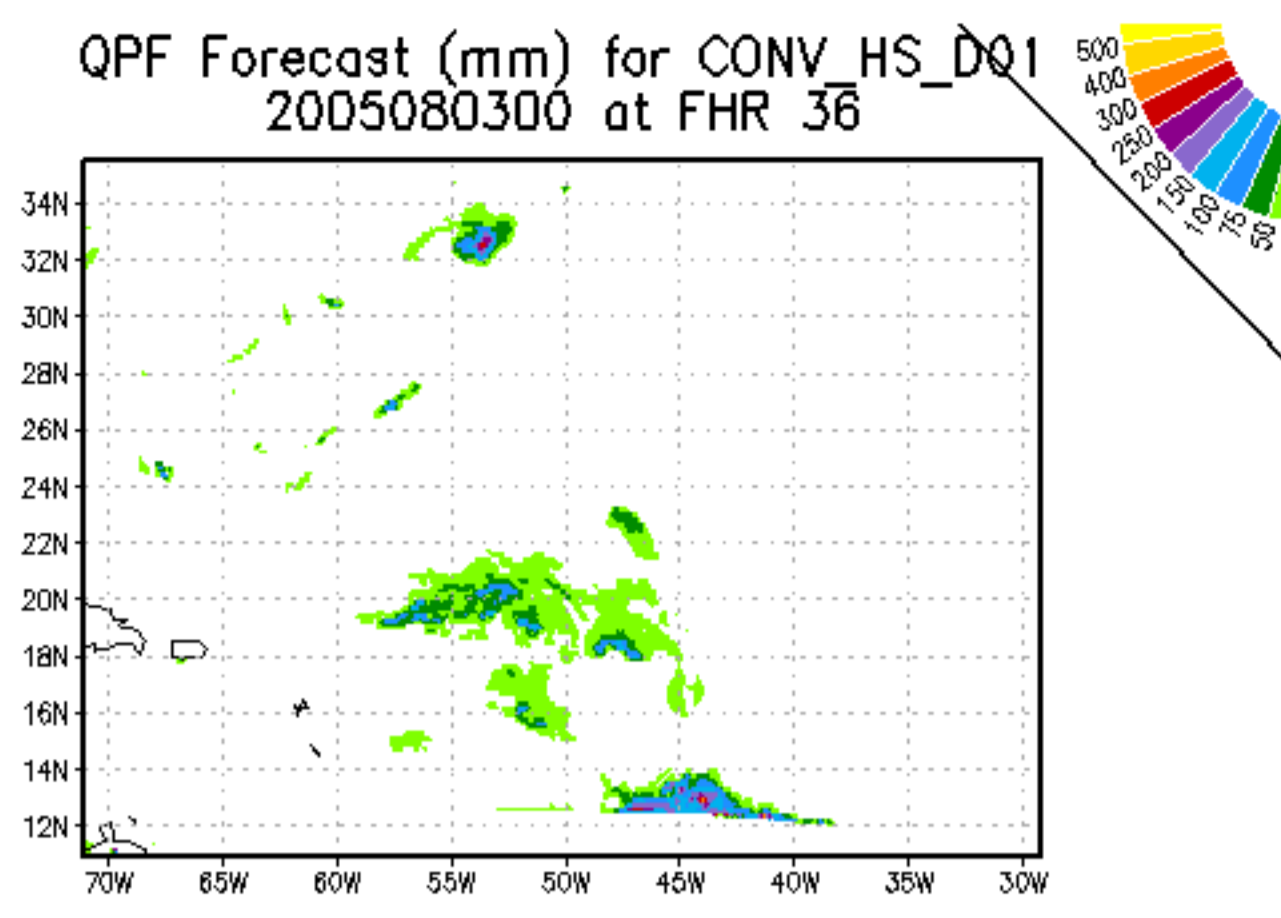 QPF Forecast (mm) for CONV_HS_D01
2005080300 at FHR 36
500
400
300
250
200
150
100
75
50
34N
32N
30N
28N
26N
24N
22N
20N
18N
16N
14N
12N
70W 65W 60W 55W 50W 45W 40W 35W 30W